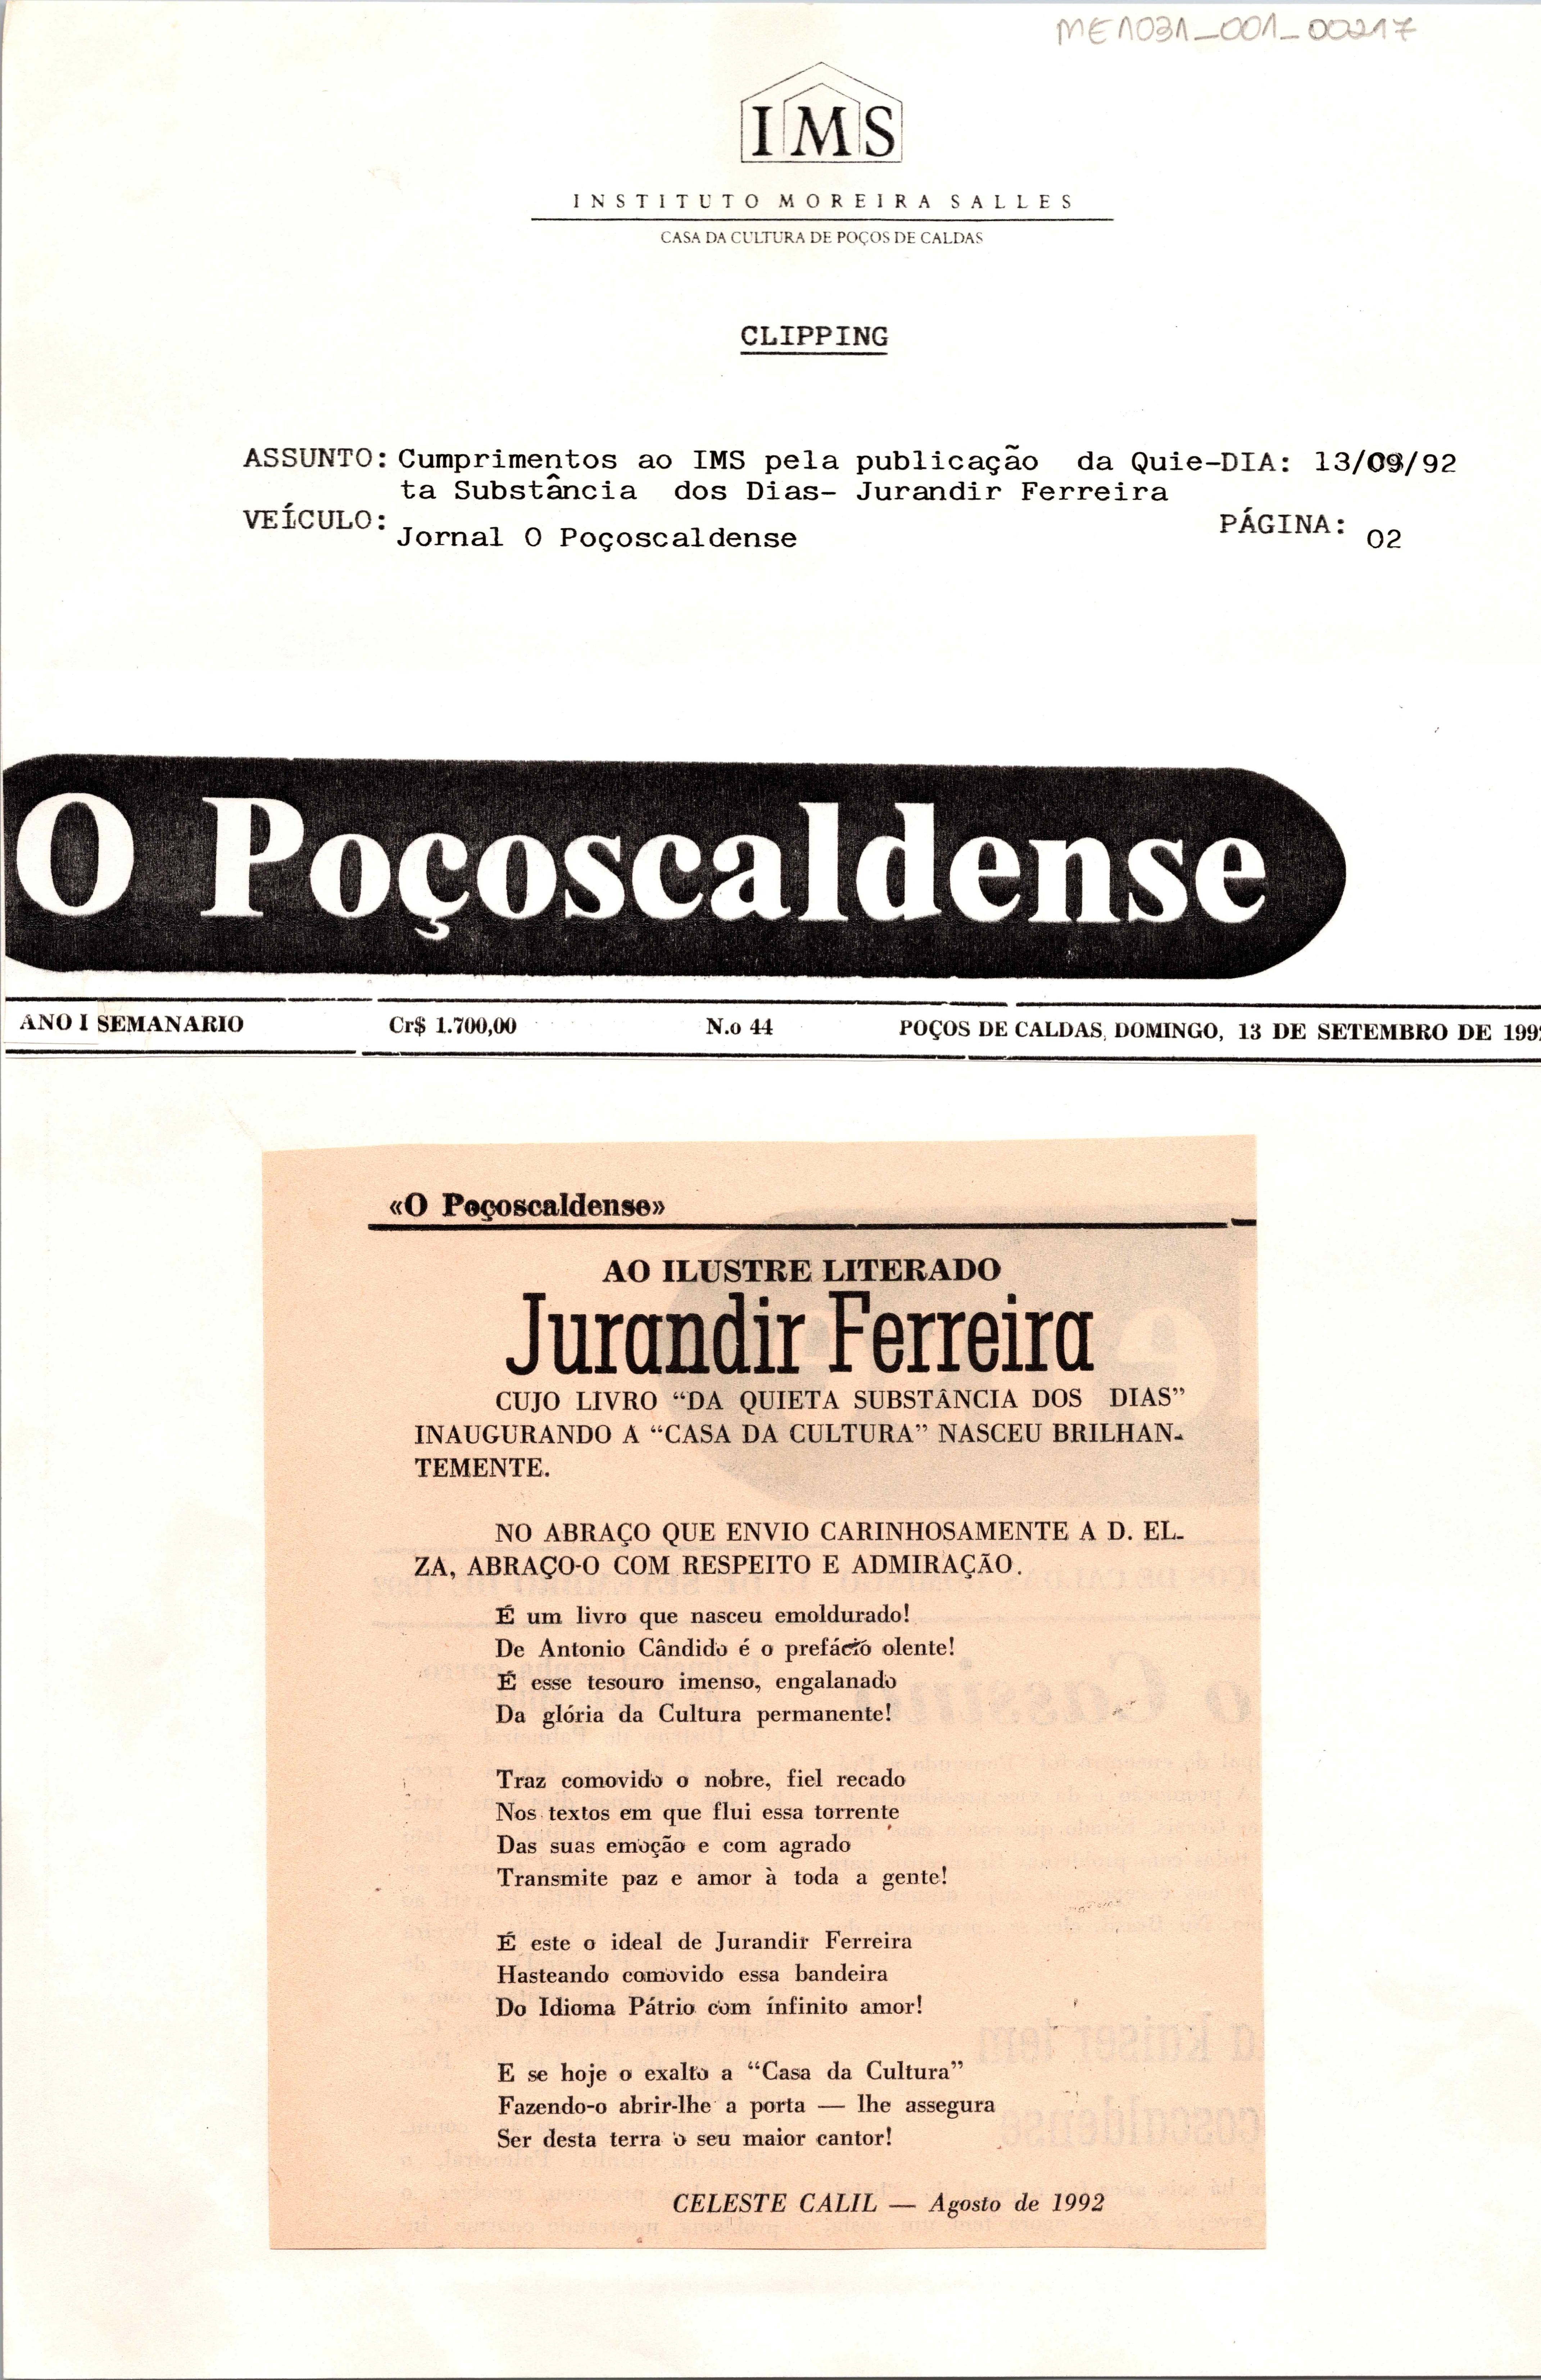 ME1031_001_00217
IMS
INSTITUTO MOREIRA SALLES
CASA DA CULTURA DE POÇOS DE CALDAS
CLIPPING
ASSUNTO: Cumprimentos ao IMS pela publicação da Quie-DIA: 13/09/92
ta Substância dos Dias- Jurandir Ferreira
VEÍCULO: Jornal O Poçoscaldense PÁGINA: 02
O Poçoscaldense
ANO I SEMANARIO Cr$ 1.700,00 N.o 44 POÇOS DE CALDAS, DOMINGO, 13 DE SETEMBRO DE 199
«O Poçoscaldense»
AO ILUSTRE LITERADO
Jurandir Ferreira
CUJO LIVRO “DA QUIETA SUBSTÂNCIA DOS DIAS”
INAUGURANDO A “CASA DA CULTURA” NASCEU BRILHAN-
TEMENTE.
NO ABRAÇO QUE ENVIO CARINHOSAMENTE A D. EL-
ZA, ABRAÇO-O COM RESPEITO E ADMIRAÇÃO.
É um livro que nasceu emoldurado!
De Antonio Cândido é o prefácio olente!
É esse tesouro imenso, engalanado
Da glória da Cultura permanente!
Traz comovido o nobre, fiel recado
Nos textos em que flui essa torrente
Das suas emoção e com agrado
Transmite paz e amor à toda a gente!
É este o ideal de Jurandir Ferreira
Hasteando comovido essa bandeira
Do Idioma Pátrio com ínfinito amor!
E se hoje o exalto a “Casa da Cultura”
Fazendo-o abrir-lhe a porta — lhe assegura
Ser desta terra o seu maior cantor!
CELESTE CALIL — Agosto de 1992